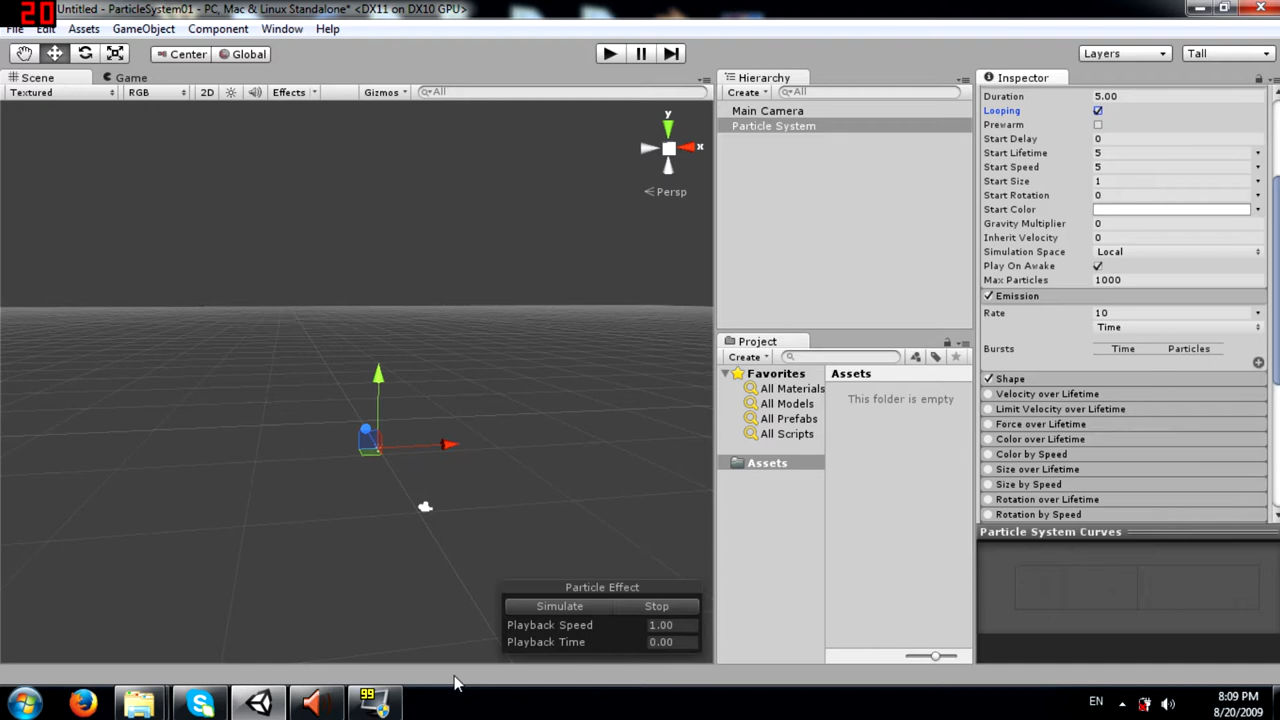 20
Untitled - ParticleSystem01 - PC, Mac & Linux Standalone* <DX11 on DX10 GPU>
File Edit Assets GameObject Component Window Help
Center Global
Layers Tall
Scene Game
Textured RGB 2D Effects Gizmos All
y
x
Persp
Particle Effect
Simulate Stop
Playback Speed 1.00
Playback Time 0.00
Hierarchy
Create All
Main Camera
Particle System
Project
Create
Favorites
All Materials
All Models
All Prefabs
All Scripts
Assets
Assets
This folder is empty
Inspector
Duration 5.00
Looping
Prewarm
Start Delay 0
Start Lifetime 5
Start Speed 5
Start Size 1
Start Rotation 0
Start Color
Gravity Multiplier 0
Inherit Velocity 0
Simulation Space Local
Play On Awake
Max Particles 1000
Emission
Rate 10
Time
Bursts Time Particles
Shape
Velocity over Lifetime
Limit Velocity over Lifetime
Force over Lifetime
Color over Lifetime
Color by Speed
Size over Lifetime
Size by Speed
Rotation over Lifetime
Rotation by Speed
Particle System Curves
99
EN
8:09 PM
8/20/2009